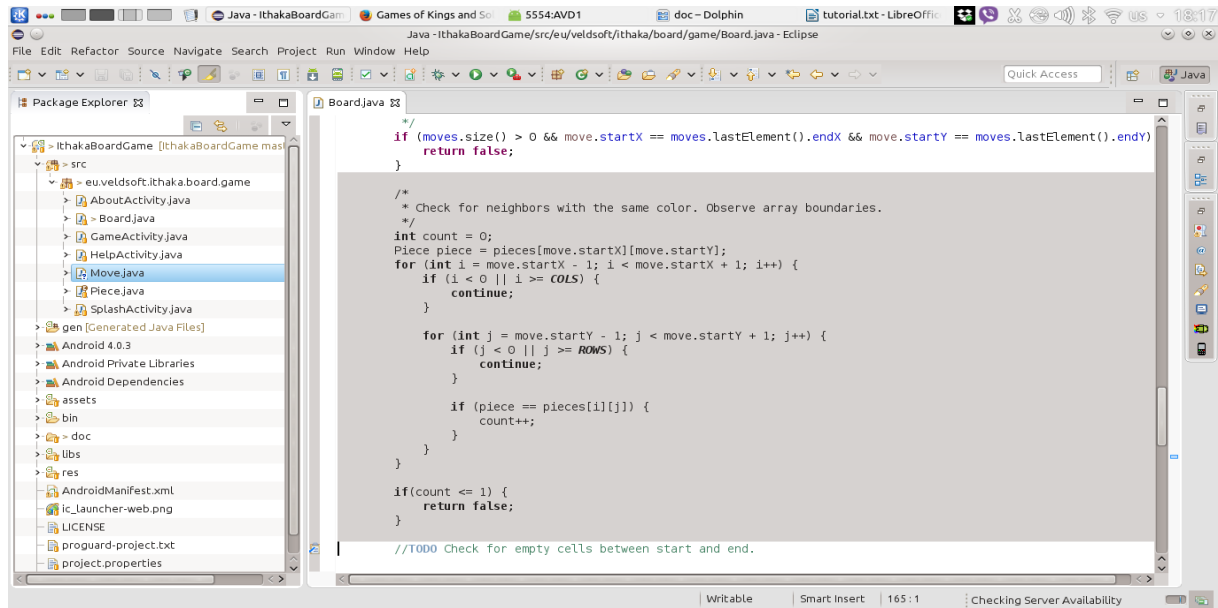 Java - IthakaBoardGam
Games of Kings and So
5554:AVD1
doc – Dolphin
tutorial.txt - LibreOffic
us
18:17
Java - IthakaBoardGame/src/eu/veldsoft/ithaka/board/game/Board.java - Eclipse
File Edit Refactor Source Navigate Search Project Run Window Help
Quick Access
Java
Package Explorer
Board.java
> IthakaBoardGame [IthakaBoardGame mast
> src
> eu.veldsoft.ithaka.board.game
AboutActivity.java
> Board.java
GameActivity.java
HelpActivity.java
Move.java
Piece.java
SplashActivity.java
gen [Generated Java Files]
Android 4.0.3
Android Private Libraries
Android Dependencies
assets
bin
> doc
libs
res
AndroidManifest.xml
ic_launcher-web.png
LICENSE
proguard-project.txt
project.properties
*/
if (moves.size() > 0 && move.startX == moves.lastElement().endX && move.startY == moves.lastElement().endY)
return false;
}
/*
* Check for neighbors with the same color. Observe array boundaries.
*/
int count = 0;
Piece piece = pieces[move.startX][move.startY];
for (int i = move.startX - 1; i < move.startX + 1; i++) {
if (i < 0 || i >= COLS) {
continue;
}
for (int j = move.startY - 1; j < move.startY + 1; j++) {
if (j < 0 || j >= ROWS) {
continue;
}
if (piece == pieces[i][j]) {
count++;
}
}
}
if(count <= 1) {
return false;
}
//TODO Check for empty cells between start and end.
Writable
Smart Insert
165 : 1
Checking Server Availability